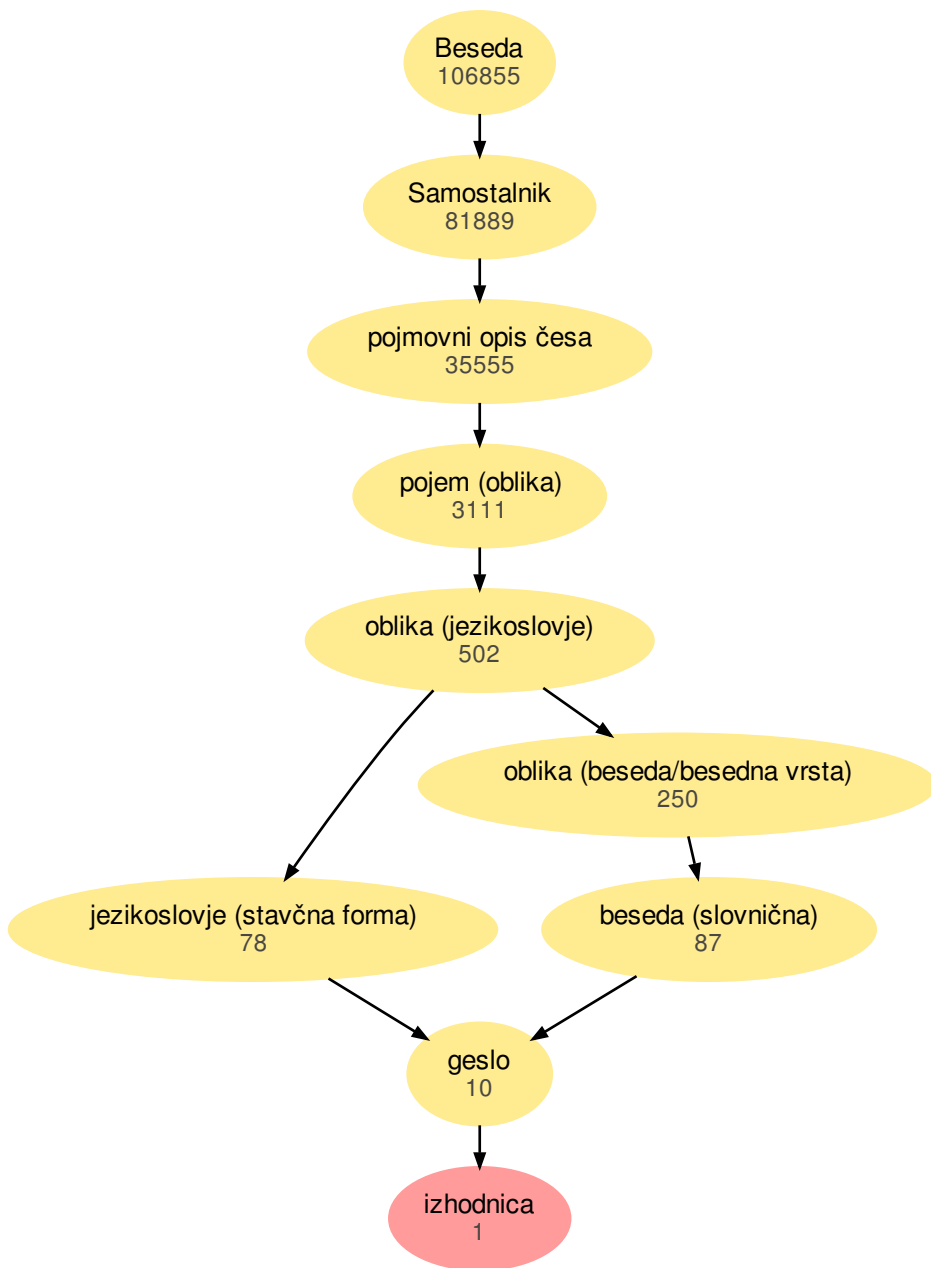 Beseda
106855
Samostalnik
81889
pojmovni opis česa
35555
pojem (oblika)
3111
oblika (jezikoslovje)
502
oblika (beseda/besedna vrsta)
250
jezikoslovje (stavčna forma)
78
beseda (slovnična)
87
geslo
10
izhodnica
1